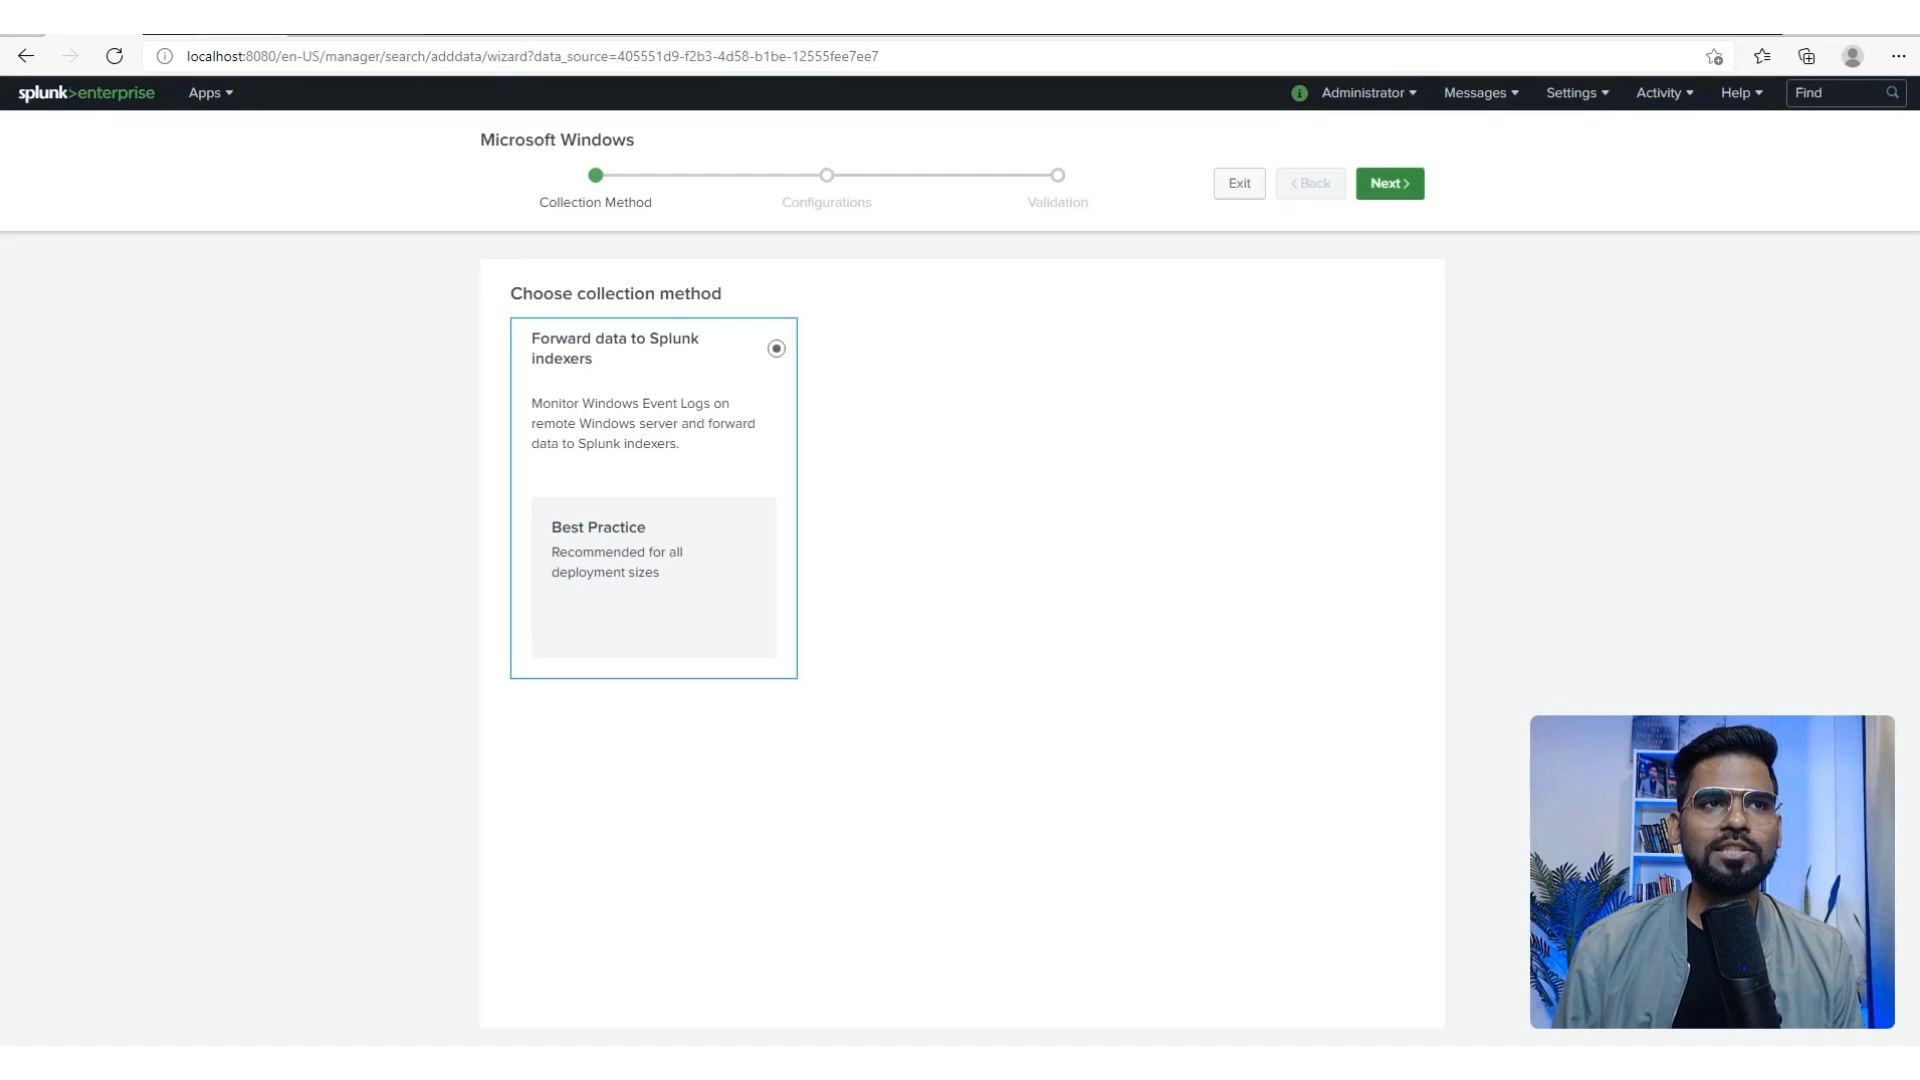 localhost:8080/en-US/manager/search/adddata/wizard?data_source=405551d9-f2b3-4d58-b1be-12555fee7ee7
splunk>enterprise Apps Administrator Messages Settings Activity Help Find
Microsoft Windows
Collection Method Configurations Validation
Exit < Back Next >
Choose collection method
Forward data to Splunk
indexers
Monitor Windows Event Logs on
remote Windows server and forward
data to Splunk indexers.
Best Practice
Recommended for all
deployment sizes